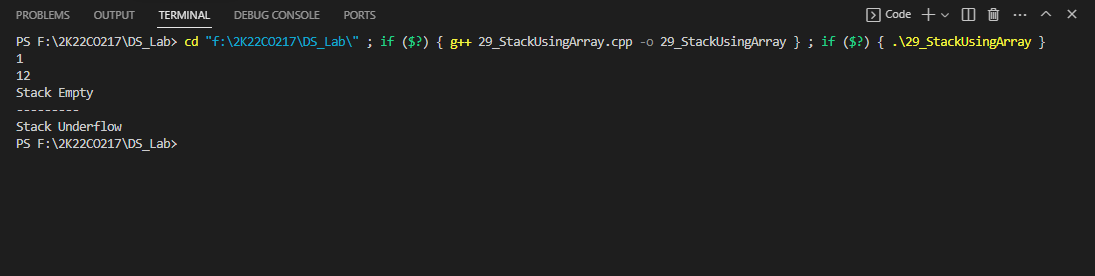 PROBLEMS OUTPUT TERMINAL DEBUG CONSOLE PORTS Code
PS F:\2K22CO217\DS_Lab> cd "f:\2K22CO217\DS_Lab\" ; if ($?) { g++ 29_StackUsingArray.cpp -o 29_StackUsingArray } ; if ($?) { .\29_StackUsingArray }
1
12
Stack Empty
---------
Stack Underflow
PS F:\2K22CO217\DS_Lab>